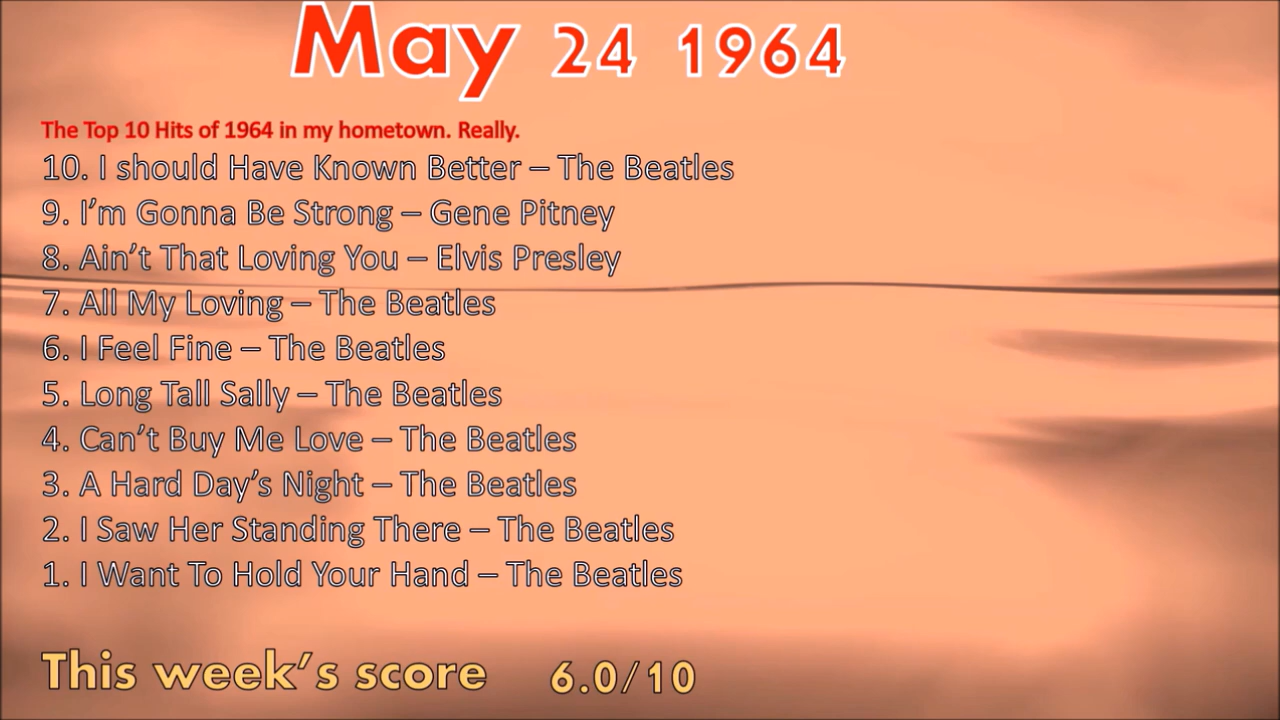 May 24 1964
The Top 10 Hits of 1964 in my hometown. Really.
10. I should Have Known Better – The Beatles
9. I’m Gonna Be Strong – Gene Pitney
8. Ain’t That Loving You – Elvis Presley
7. All My Loving – The Beatles
6. I Feel Fine – The Beatles
5. Long Tall Sally – The Beatles
4. Can’t Buy Me Love – The Beatles
3. A Hard Day’s Night – The Beatles
2. I Saw Her Standing There – The Beatles
1. I Want To Hold Your Hand – The Beatles
This week’s score 6.0/10